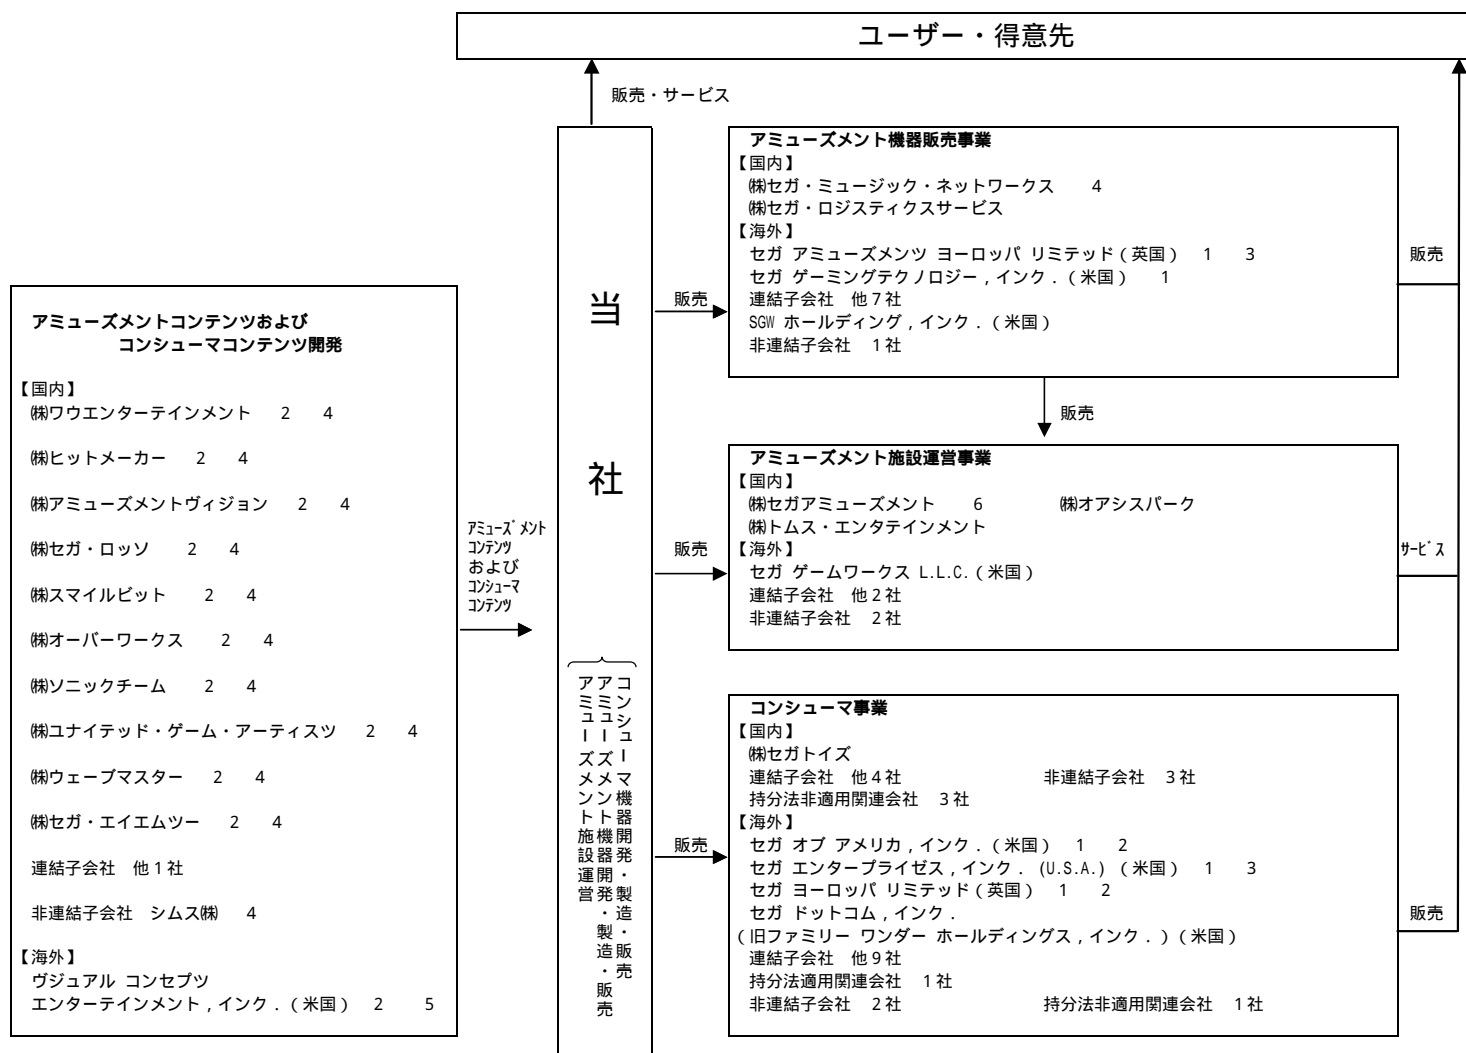 ユーザー・得意先
販売・サービス
アミューズメントコンテンツおよび
コンシューマコンテンツ開発
【国内】
㈱ワウエンターテインメント 2 4
㈱ヒットメーカー 2 4
㈱アミューズメントヴィジョン 2 4
㈱セガ・ロッソ 2 4
㈱スマイルビット 2 4
㈱オーバーワークス 2 4
㈱ソニックチーム 2 4
㈱ユナイテッド・ゲーム・アーティスツ 2 4
㈱ウェーブマスター 2 4
㈱セガ・エイエムツー 2 4
連結子会社 他1社
非連結子会社 シムス㈱ 4
【海外】
ヴジュアル コンセプツ
エンターテインメント,インク.(米国) 2 5
アミューズメント
コンテンツ
および
コンシューマ
コンテンツ
当社
コンシューマ機器開発・製造・販売
アミューズメント機器開発・製造・販売
アミューズメント施設運営
販売
アミューズメント機器販売事業
【国内】
㈱セガ・ミュージック・ネットワークス 4
㈱セガ・ロジスティクスサービス
【海外】
セガ アミューズメンツ ヨーロッパ リミテッド(英国) 1 3
セガ ゲーミングテクノロジー,インク.(米国) 1
連結子会社 他7社
SGW ホールディング,インク.(米国)
非連結子会社 1社
販売
販売
販売
アミューズメント施設運営事業
【国内】
㈱セガアミューズメント 6 ㈱オアシスパーク
㈱トムス・エンタテインメント
【海外】
セガ ゲームワークス L.L.C.(米国)
連結子会社 他2社
非連結子会社 2社
サービス
販売
コンシューマ事業
【国内】
㈱セガトイズ
連結子会社 他4社 非連結子会社 3社
持分法非適用関連会社 3社
【海外】
セガ オブ アメリカ,インク.(米国) 1 2
セガ エンタープライゼス,インク. (U.S.A.) (米国) 1 3
セガ ヨーロッパ リミテッド(英国) 1 2
セガ ドットコム,インク.
(旧ファミリー ワンダー ホールディングス,インク.)(米国)
連結子会社 他9社
持分法適用関連会社 1社
非連結子会社 2社 持分法非適用関連会社 1社
販売